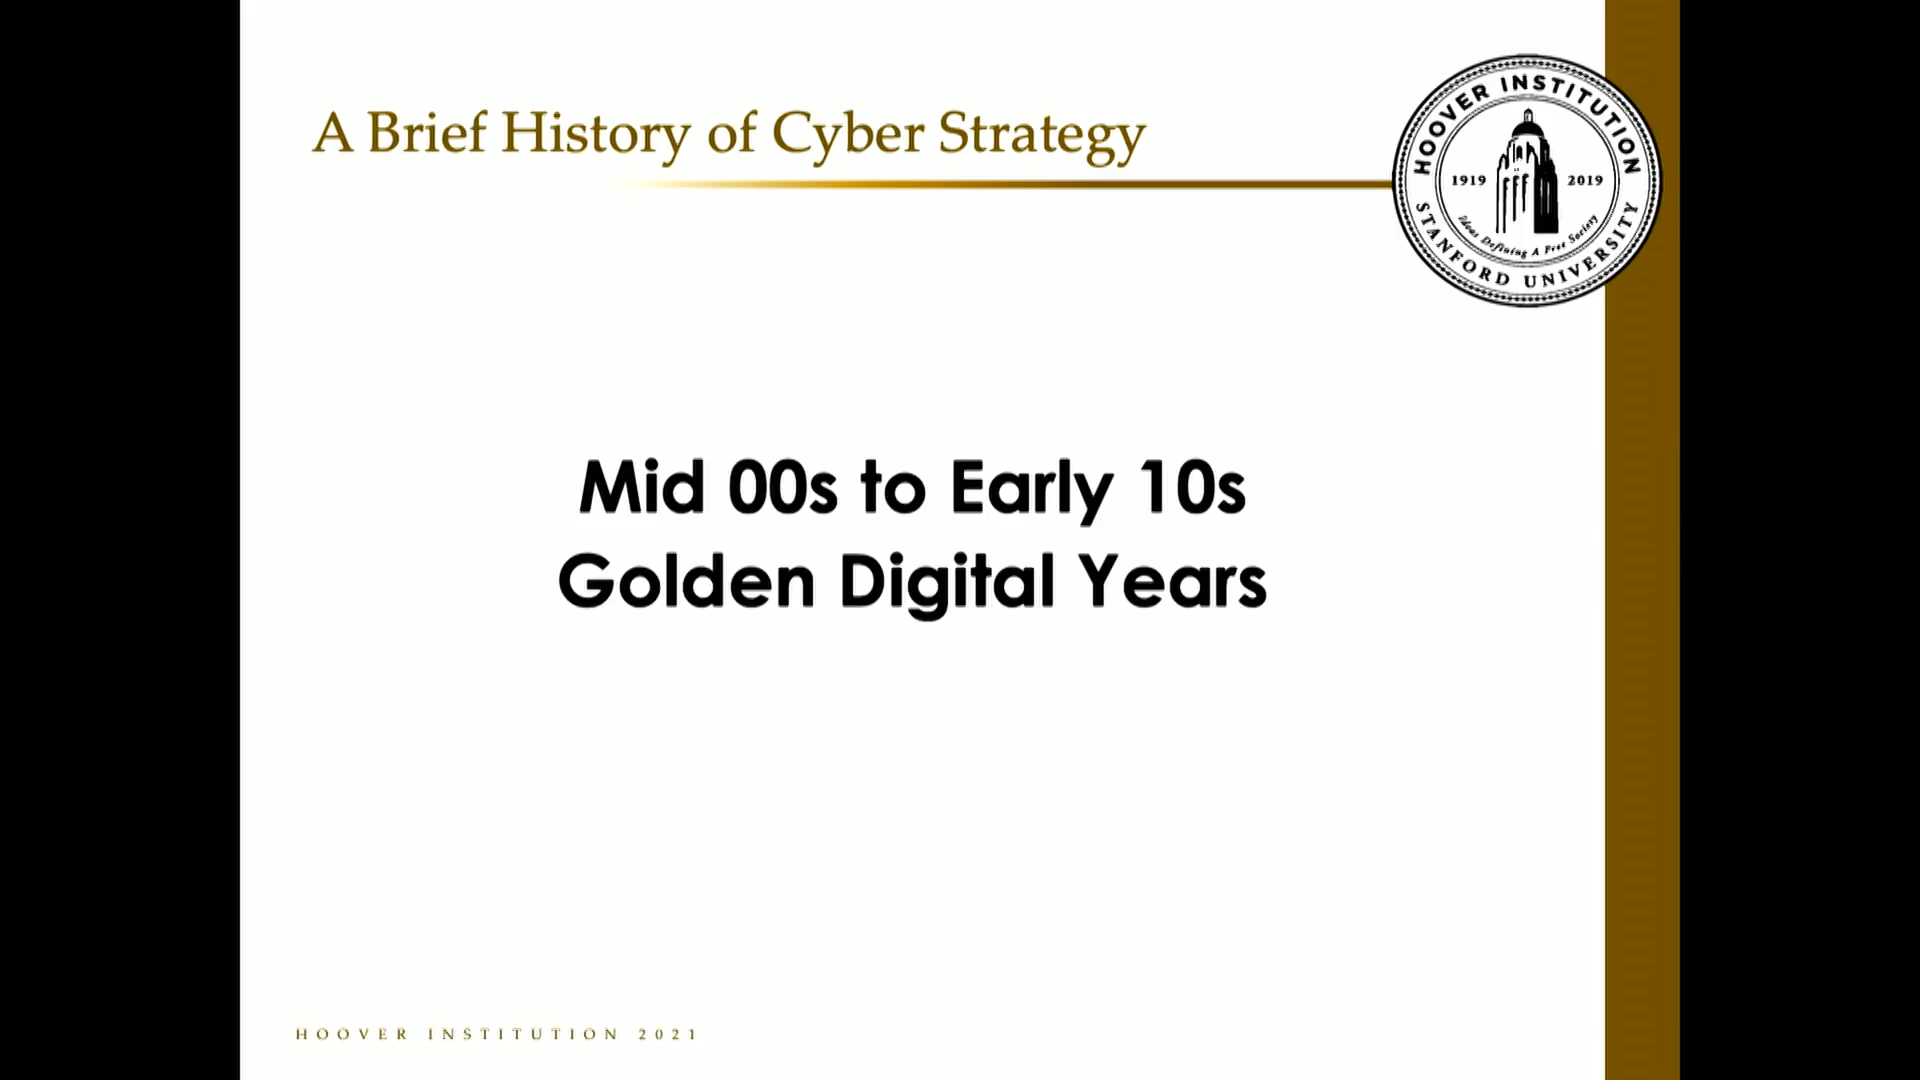 A Brief History of Cyber Strategy
HOOVER INSTITUTION
1919 2019
Ideas Defining A Free Society
STANFORD UNIVERSITY
Mid 00s to Early 10s
Golden Digital Years
HOOVER INSTITUTION 2021